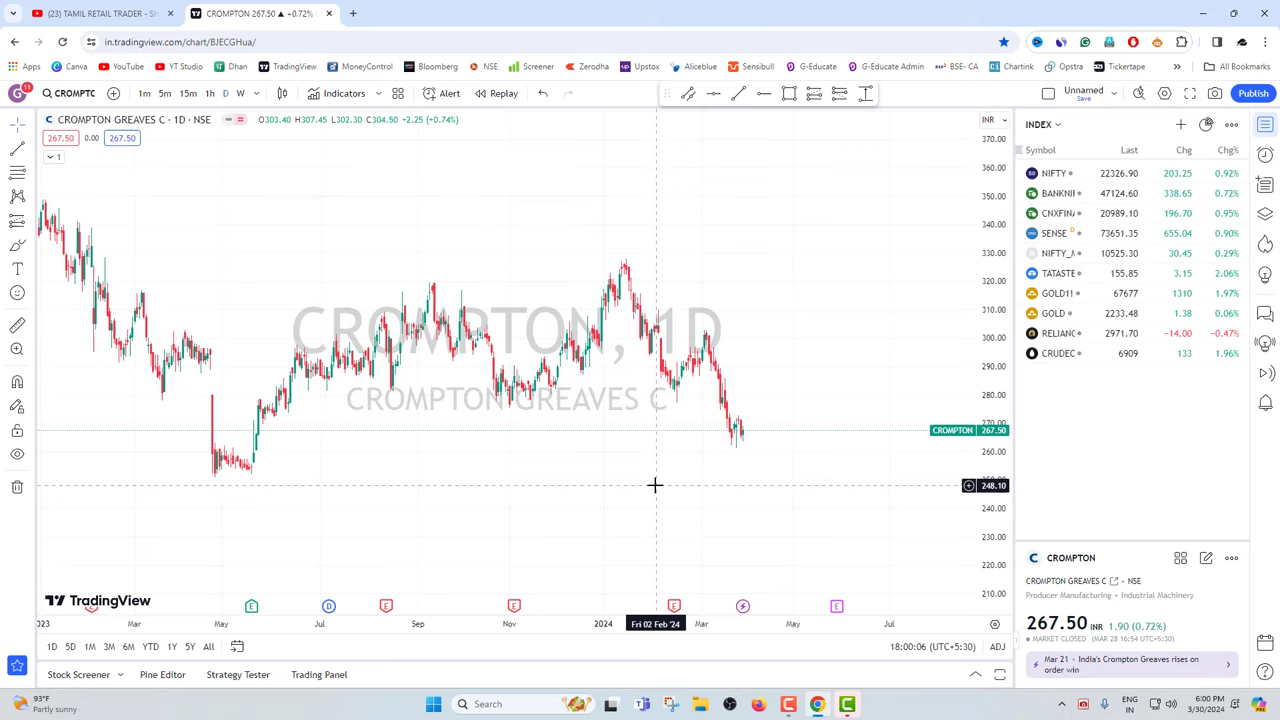 (23) TAMIL RETAIL TRADER - Sh
CROMPTON 267.50 ▲ +0.72% C
in.tradingview.com/chart/BJECGHua/
Apps
Canva
YouTube
YT Studio
Dhan
TradingView
MoneyControl
Bloomberg
NSE
Screener
Zerodha
Upstox
Aliceblue
Sensibull
G-Educate
G-Educate Admin
BSE- CA
Chartink
Opstra
Tickertape
All Bookmarks
G 11
CROMPTC
1m 5m 15m 1h D W
Indicators
Alert
Replay
Unnamed
Save
Publish
CROMPTON GREAVES C · 1D · NSE O303.40 H307.45 L302.30 C304.50 +2.25 (+0.74%)
267.50 0.00 267.50
1
INR
370.00
350.00
340.00
330.00
320.00
310.00
300.00
290.00
280.00
270.00
CROMPTON 267.50
260.00
248.10
240.00
230.00
220.00
210.00
CROMPTON, 1D
CROMPTON GREAVES C
TradingView
E D E E E E
023 Mar May Jul Sep Nov 2024 Fri 02 Feb '24 Mar May Jul
1D 5D 1M 3M 6M YTD 1Y 5Y All
18:00:06 (UTC+5:30) ADJ
Stock Screener
Pine Editor
Strategy Tester
Trading Panel
INDEX
Symbol Last Chg Chg%
NIFTY 22326.90 203.25 0.92%
BANKNI 47124.60 338.65 0.72%
CNXFIN 20989.10 196.70 0.95%
SENSE D 73651.35 655.04 0.90%
NIFTY_M 10525.30 30.45 0.29%
TATASTE 155.85 3.15 2.06%
GOLD1! 67677 1310 1.97%
GOLD 2233.48 1.38 0.06%
RELIANC 2971.70 −14.00 −0.47%
CRUDEC 6909 133 1.96%
CROMPTON
CROMPTON GREAVES C · NSE
Producer Manufacturing · Industrial Machinery
267.50 INR 1.90 (0.72%)
MARKET CLOSED (MAR 28 16:54 UTC+5:30)
Mar 21 · India's Crompton Greaves rises on
order win
93°F
Partly sunny
Search
ENG
IN
6:00 PM
3/30/2024